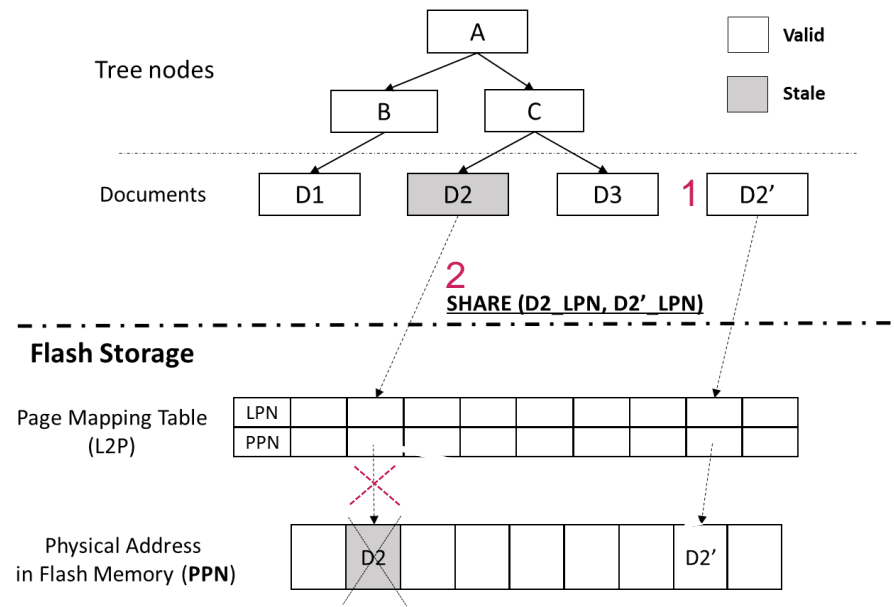 A
Valid
Tree nodes
B
C
Stale
Documents
D1
D2
D3
1
D2’
2
SHARE (D2_LPN, D2’_LPN)
Flash Storage
Page Mapping Table
(L2P)
LPN
PPN
Physical Address
in Flash Memory (PPN)
D2
D2’